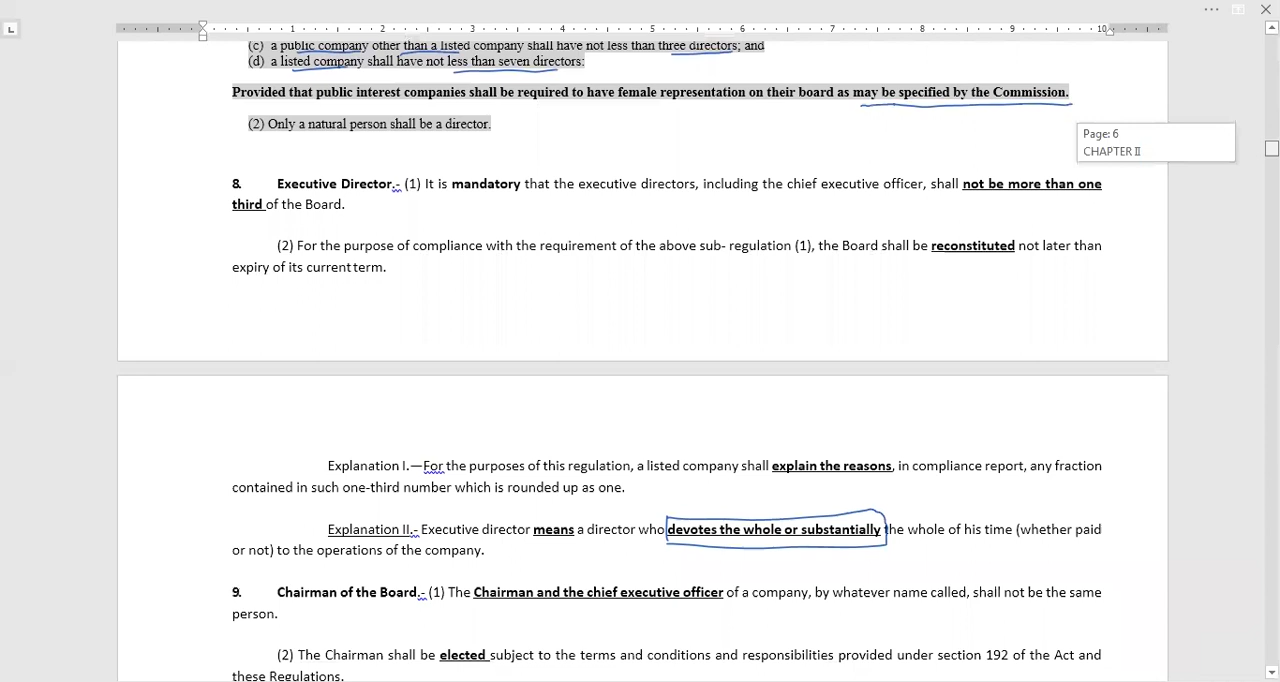 1 2 3 4 5 6 7 8 9 10
(c) a public company other than a listed company shall have not less than three directors; and
(d) a listed company shall have not less than seven directors:
Provided that public interest companies shall be required to have female representation on their board as may be specified by the Commission.
(2) Only a natural person shall be a director.
Page: 6
CHAPTER II
8. Executive Director.- (1) It is mandatory that the executive directors, including the chief executive officer, shall not be more than one
third of the Board.
(2) For the purpose of compliance with the requirement of the above sub- regulation (1), the Board shall be reconstituted not later than
expiry of its current term.
Explanation I.—For the purposes of this regulation, a listed company shall explain the reasons, in compliance report, any fraction
contained in such one-third number which is rounded up as one.
Explanation II.- Executive director means a director who devotes the whole or substantially the whole of his time (whether paid
or not) to the operations of the company.
9. Chairman of the Board.- (1) The Chairman and the chief executive officer of a company, by whatever name called, shall not be the same
person.
(2) The Chairman shall be elected subject to the terms and conditions and responsibilities provided under section 192 of the Act and
these Regulations.